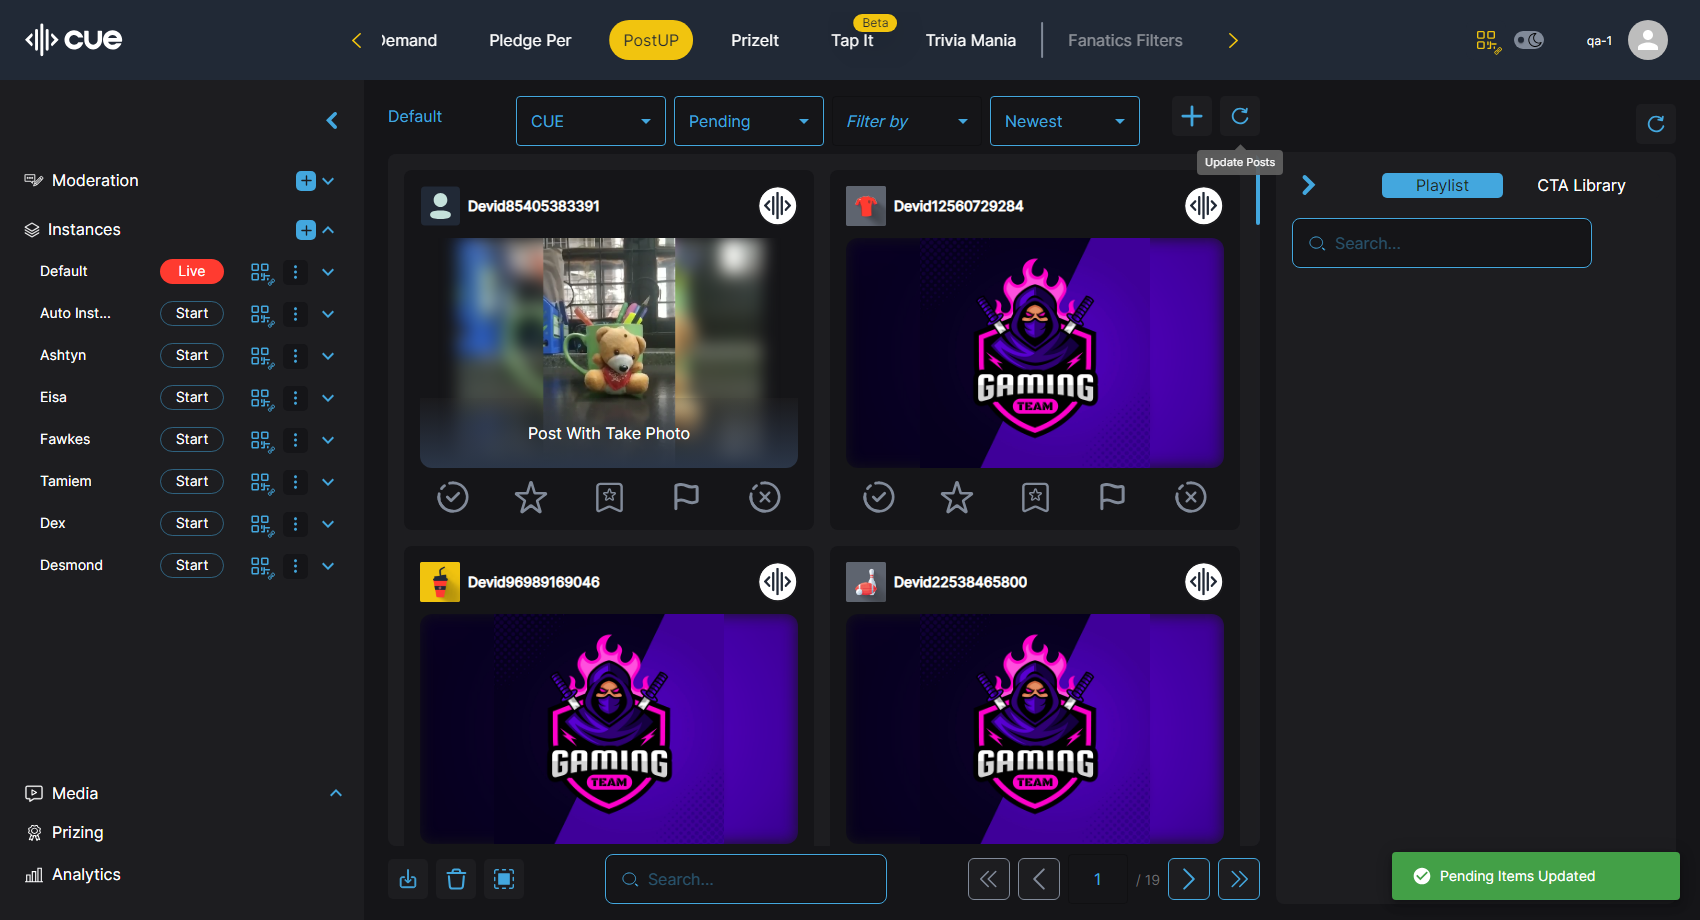 cue
Demand
Pledge Per
PostUP
PrizeIt
Beta
Tap It
Trivia Mania
Fanatics Filters
qa-1
Default
CUE
Pending
Filter by
Newest
Update Posts
Moderation
Instances
Default
Live
Auto Inst...
Start
Ashtyn
Start
Eisa
Start
Fawkes
Start
Tamiem
Start
Dex
Start
Desmond
Start
Media
Prizing
Analytics
Devid85405383391
Post With Take Photo
Devid12560729284
GAMING
TEAM
Devid96989169046
GAMING
TEAM
Devid22538465800
GAMING
TEAM
Search...
1
/ 19
Playlist
CTA Library
Search...
Pending Items Updated